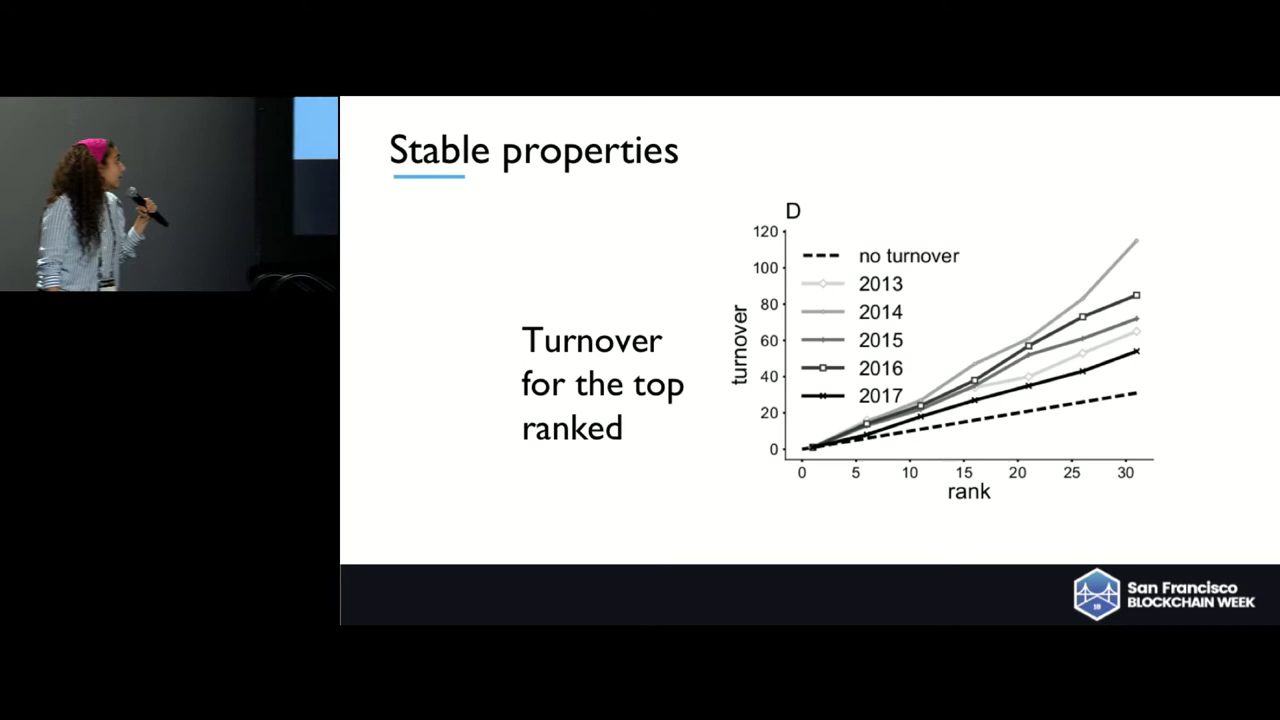 Stable properties
Turnover
for the top
ranked
D
120
100
80
60
40
20
0
turnover
no turnover
2013
2014
2015
2016
2017
0 5 10 15 20 25 30
rank
18
San Francisco
BLOCKCHAIN WEEK